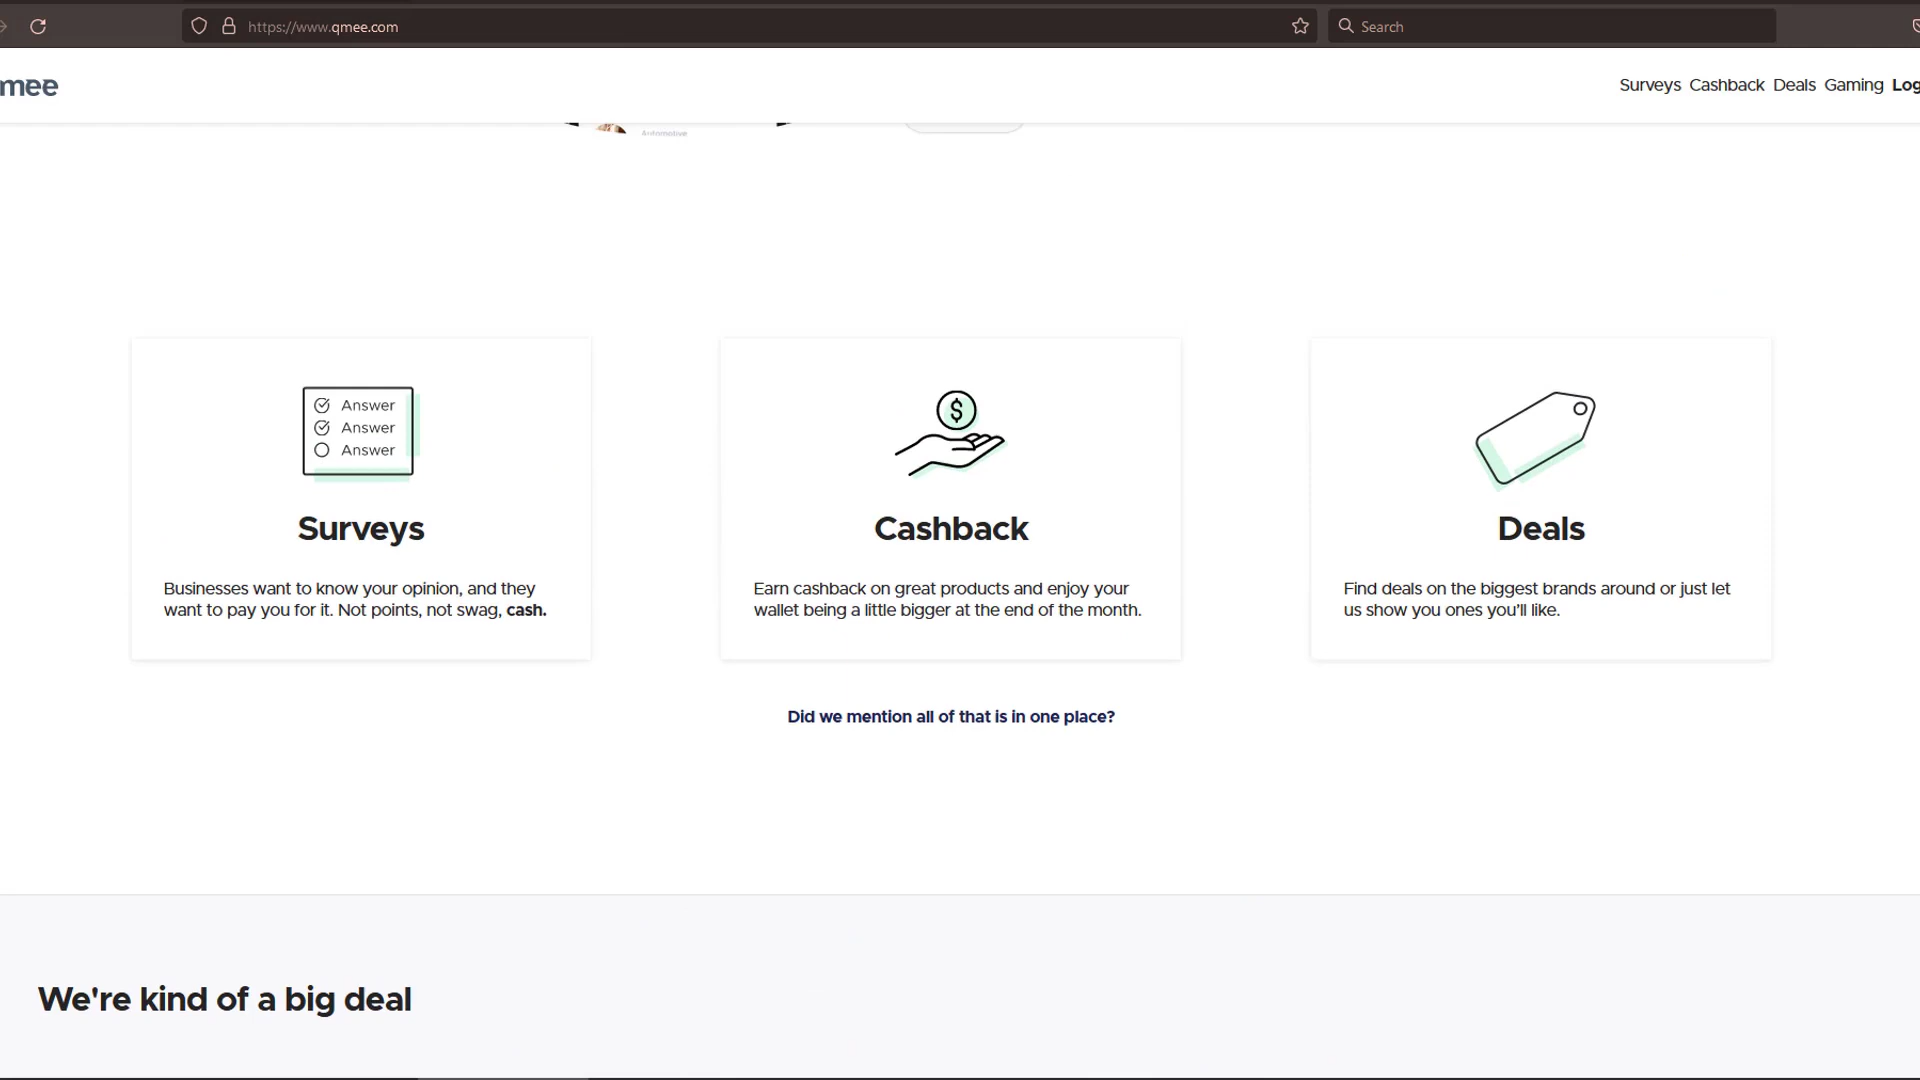 https://www.qmee.com
Search
mee
Surveys Cashback Deals Gaming Log
Automotive
Answer
Answer
Answer
Surveys
Businesses want to know your opinion, and they
want to pay you for it. Not points, not swag, cash.
$
Cashback
Earn cashback on great products and enjoy your
wallet being a little bigger at the end of the month.
Deals
Find deals on the biggest brands around or just let
us show you ones you’ll like.
Did we mention all of that is in one place?
We're kind of a big deal